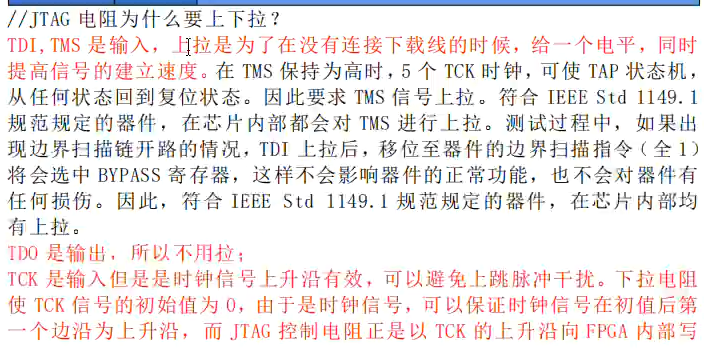 //JTAG 电阻为什么要上下拉？
TDI,TMS 是输入，上拉是为了在没有连接下载线的时候，给一个电平，同时
提高信号的建立速度。在 TMS 保持为高时，5 个 TCK 时钟，可使 TAP 状态机，
从任何状态回到复位状态。因此要求 TMS 信号上拉。符合 IEEE Std 1149.1
规范规定的器件，在芯片内部都会对 TMS 进行上拉。测试过程中，如果出
现边界扫描链开路的情况，TDI 上拉后，移位至器件的边界扫描指令（全 1）
将会选中 BYPASS 寄存器，这样不会影响器件的正常功能，也不会对器件有
任何损伤。因此，符合 IEEE Std 1149.1 规范规定的器件，在芯片内部均
有上拉。
TDO 是输出，所以不用拉；
TCK 是输入但是是时钟信号上升沿有效，可以避免上跳脉冲干扰。下拉电阻
使 TCK 信号的初始值为 0，由于是时钟信号，可以保证时钟信号在初值后第
一个边沿为上升沿，而 JTAG 控制电阻正是以 TCK 的上升沿向 FPGA 内部写